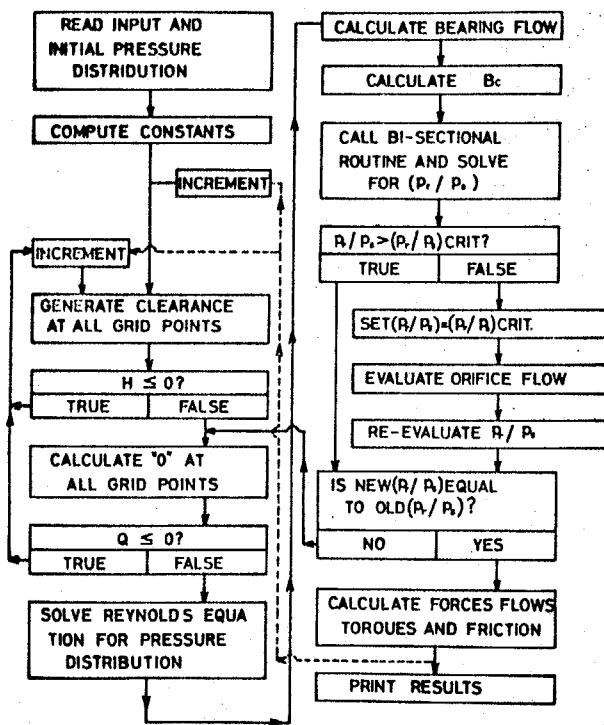 READ INPUT AND
INITIAL PRESSURE
DISTRIDUTION
COMPUTE CONSTANTS
INCREMENT
INCREMENT
GENERATE CLEARANCE
AT ALL GRID POINTS
H ≤ 0?
TRUE FALSE
CALCULATE "0" AT
ALL GRID POINTS
Q ≤ 0?
TRUE FALSE
SOLVE REYNOLD'S EQUA
TION FOR PRESSURE
DISTRIBUTION
CALCULATE BEARING FLOW
CALCULATE Bc
CALL BI-SECTIONAL
ROUTINE AND SOLVE
FOR (Pr / Ps)
Pr/Ps>(Pr/Ps)CRIT?
TRUE FALSE
SET(Pr/Ps)=(Pr/Ps)CRIT.
EVALUATE ORIFICE FLOW
RE-EVALUATE Pr/Ps
IS NEW(Pr/Ps)EQUAL
TO OLD(Pr/Ps)?
NO YES
CALCULATE FORCES FLOWS
TORQUES AND FRICTION
PRINT RESULTS